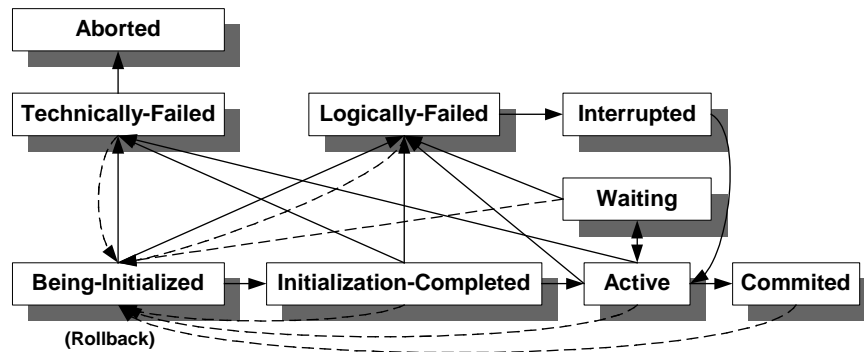 Aborted
Technically-Failed
Logically-Failed
Interrupted
Waiting
Being-Initialized
Initialization-Completed
Active
Commited
(Rollback)